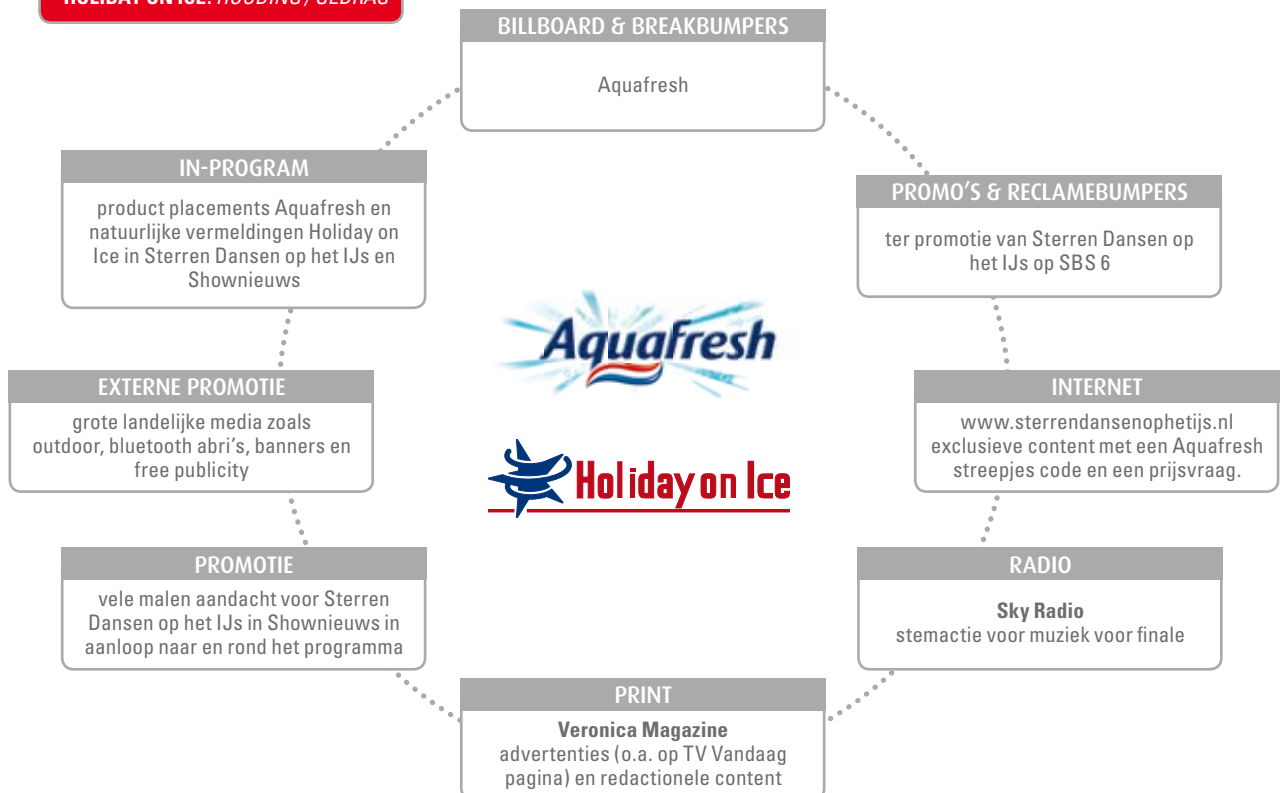 HOLIDAY ON ICE: HOUDING / GEDRAG
BILLBOARD & BREAKBUMPERS
Aquafresh
IN-PROGRAM
product placements Aquafresh en
natuurlijke vermeldingen Holiday on
Ice in Sterren Dansen op het IJs en
Shownieuws
PROMO'S & RECLAMEBUMPERS
ter promotie van Sterren Dansen op
het IJs op SBS 6
Aquafresh
EXTERNE PROMOTIE
grote landelijke media zoals
outdoor, bluetooth abri's, banners en
free publicity
INTERNET
www.sterrendansenophetijs.nl
exclusieve content met een Aquafresh
streepjes code en een prijsvraag.
Holiday on Ice
PROMOTIE
vele malen aandacht voor Sterren
Dansen op het IJs in Shownieuws in
aanloop naar en rond het programma
RADIO
Sky Radio
stemactie voor muziek voor finale
PRINT
Veronica Magazine
advertenties (o.a. op TV Vandaag
pagina) en redactionele content